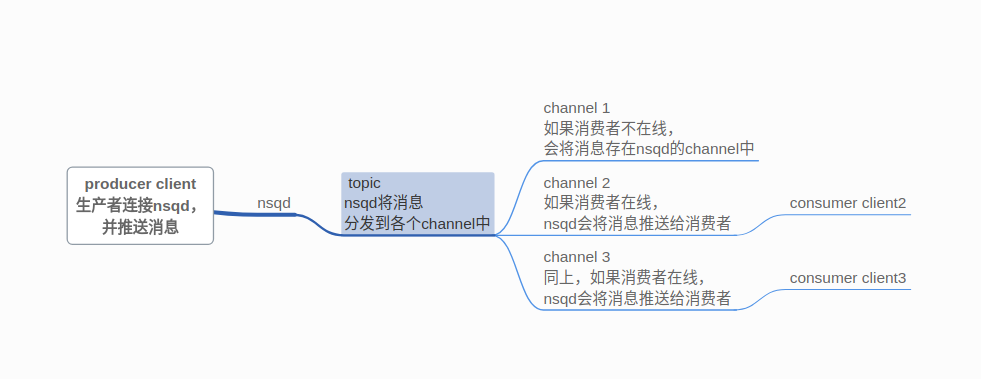 producer client
生产者连接nsqd，
并推送消息
nsqd
topic
nsqd将消息
分发到各个channel中
channel 1
如果消费者不在线，
会将消息存在nsqd的channel中
channel 2
如果消费者在线，
nsqd会将消息推送给消费者
consumer client2
channel 3
同上，如果消费者在线，
nsqd会将消息推送给消费者
consumer client3